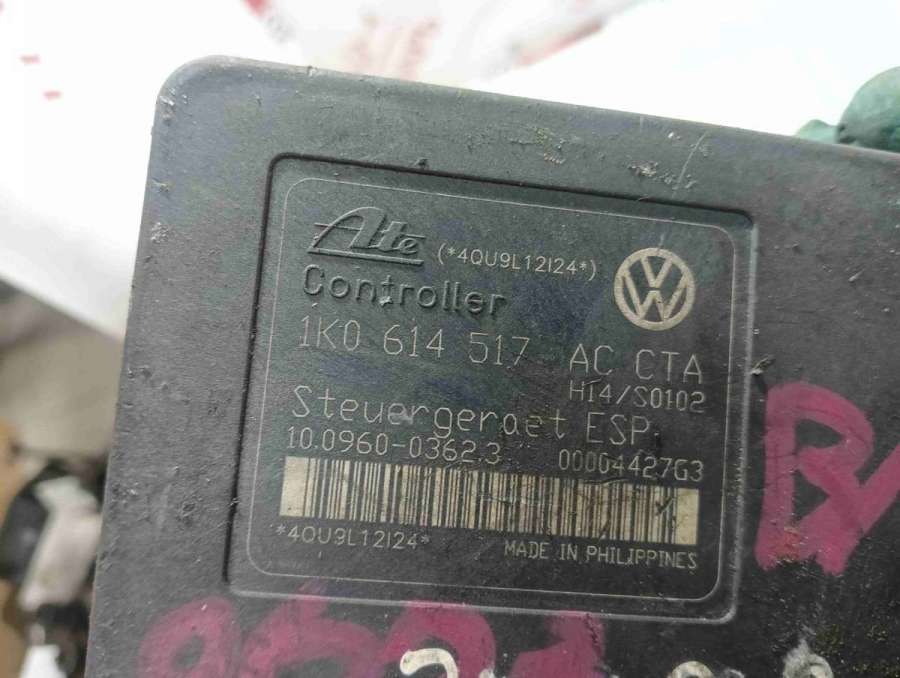 Ate (*4QU9L12I24*)
Controller
1K0 614 517 AC CTA
H14/S0102
Steuergeraet ESP.
10.0960-0362.3 00004427G3
*4QU9L12I24*
MADE IN PHILIPPINES